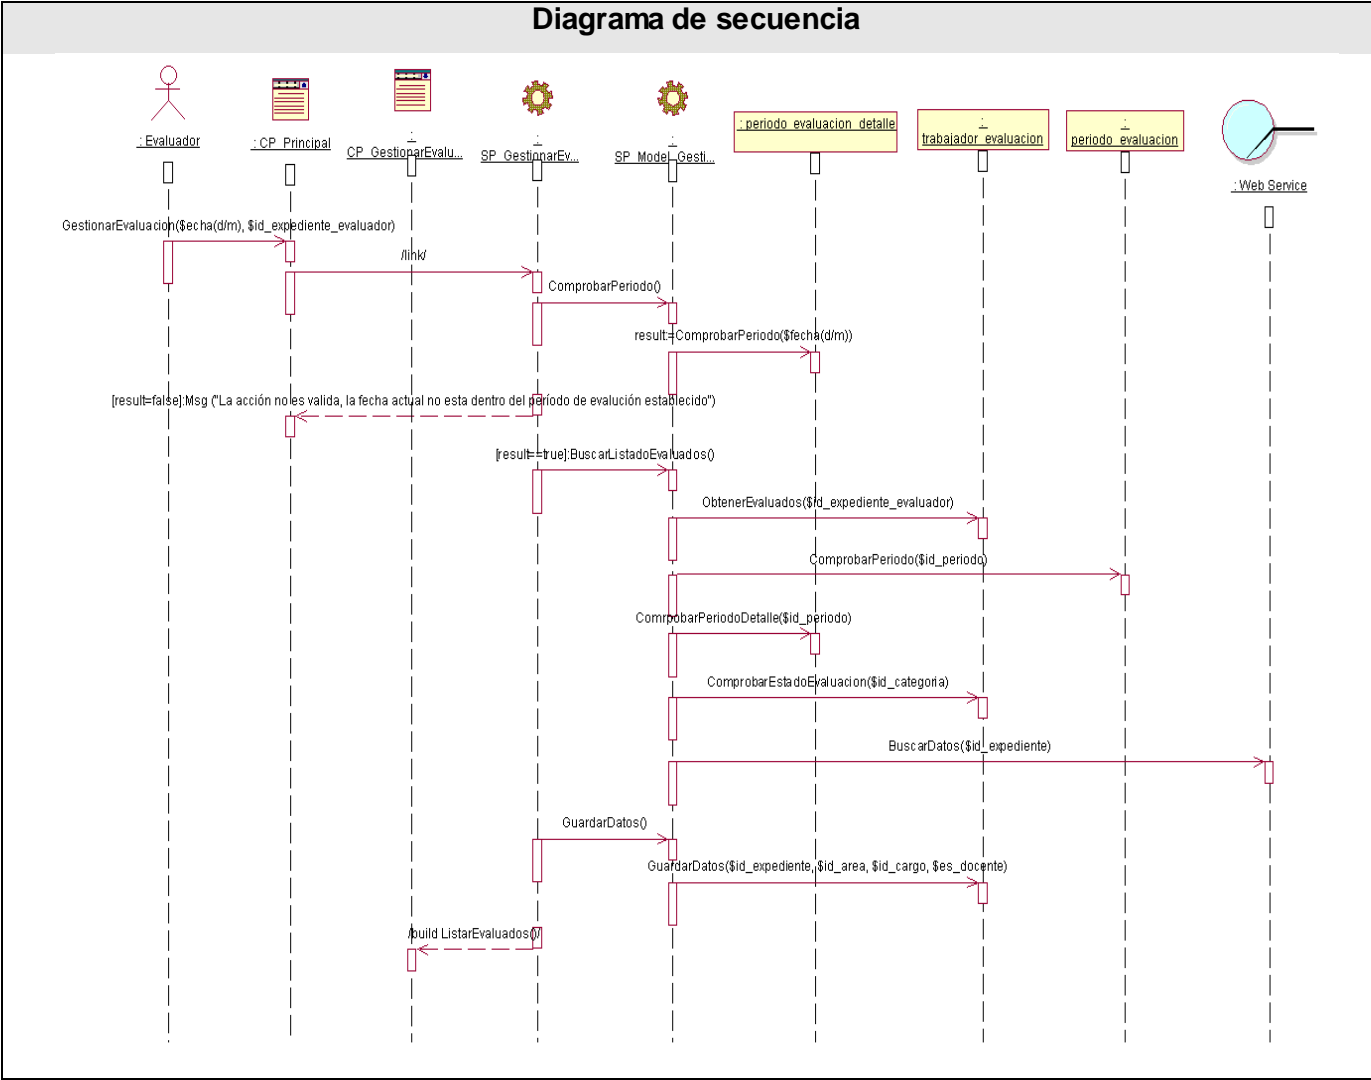 Diagrama de secuencia
: Evaluador
: CP_Principal
:
CP_GestionarEvalu...
:
SP_GestionarEv...
:
SP_Model_Gesti...
: periodo_evaluacion_detalle
:
trabajador_evaluacion
:
periodo_evaluacion
: Web Service
GestionarEvaluacion($echa(d/m), $id_expediente_evaluador)
/link/
ComprobarPeriodo()
result:=ComprobarPeriodo($fecha(d/m))
[result=false]:Msg ("La acción no es valida, la fecha actual no esta dentro del período de evalución establecido")
[result==true]:BuscarListadoEvaluados()
ObtenerEvaluados($id_expediente_evaluador)
ComprobarPeriodo($id_periodo)
ComprobarPeriodoDetalle($id_periodo)
ComprobarEstadoEvaluacion($id_categoria)
BuscarDatos($id_expediente)
GuardarDatos()
GuardarDatos($id_expediente, $id_area, $id_cargo, $es_docente)
/build ListarEvaluados()/